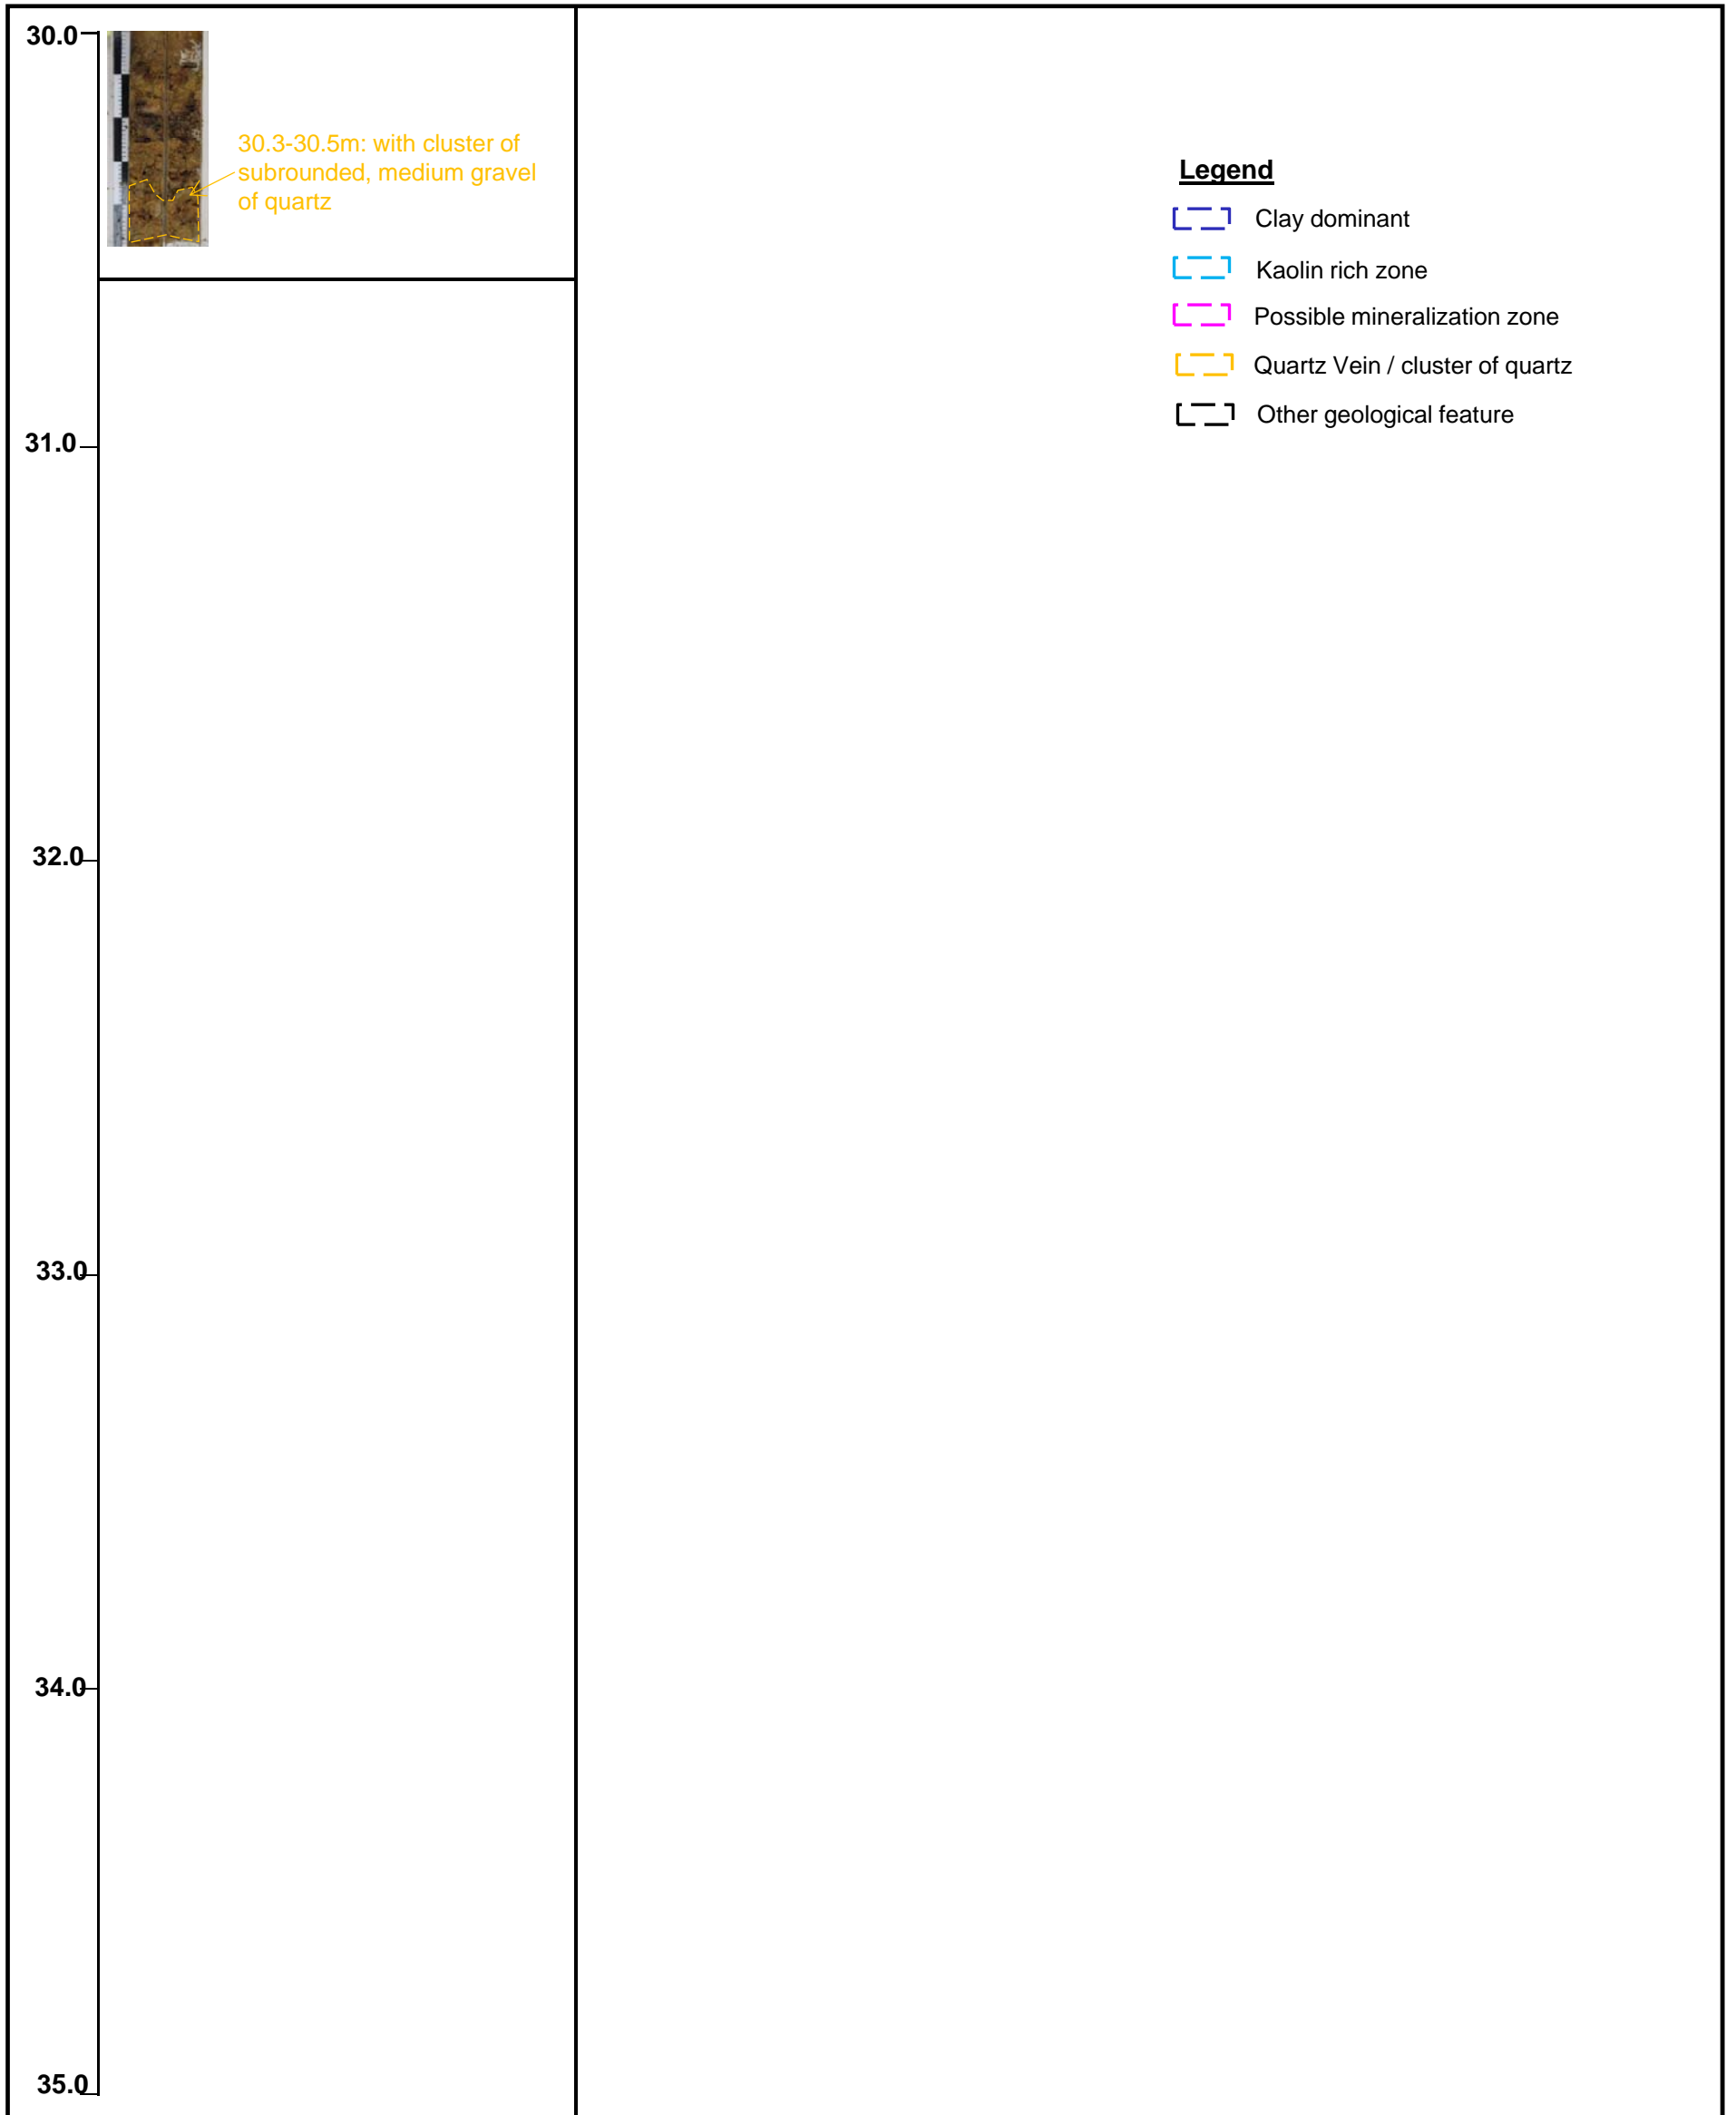 30.0
30.3-30.5m: with cluster of
subrounded, medium gravel
of quartz
Legend
Clay dominant
Kaolin rich zone
Possible mineralization zone
Quartz Vein / cluster of quartz
Other geological feature
31.0
32.0
33.0
34.0
35.0